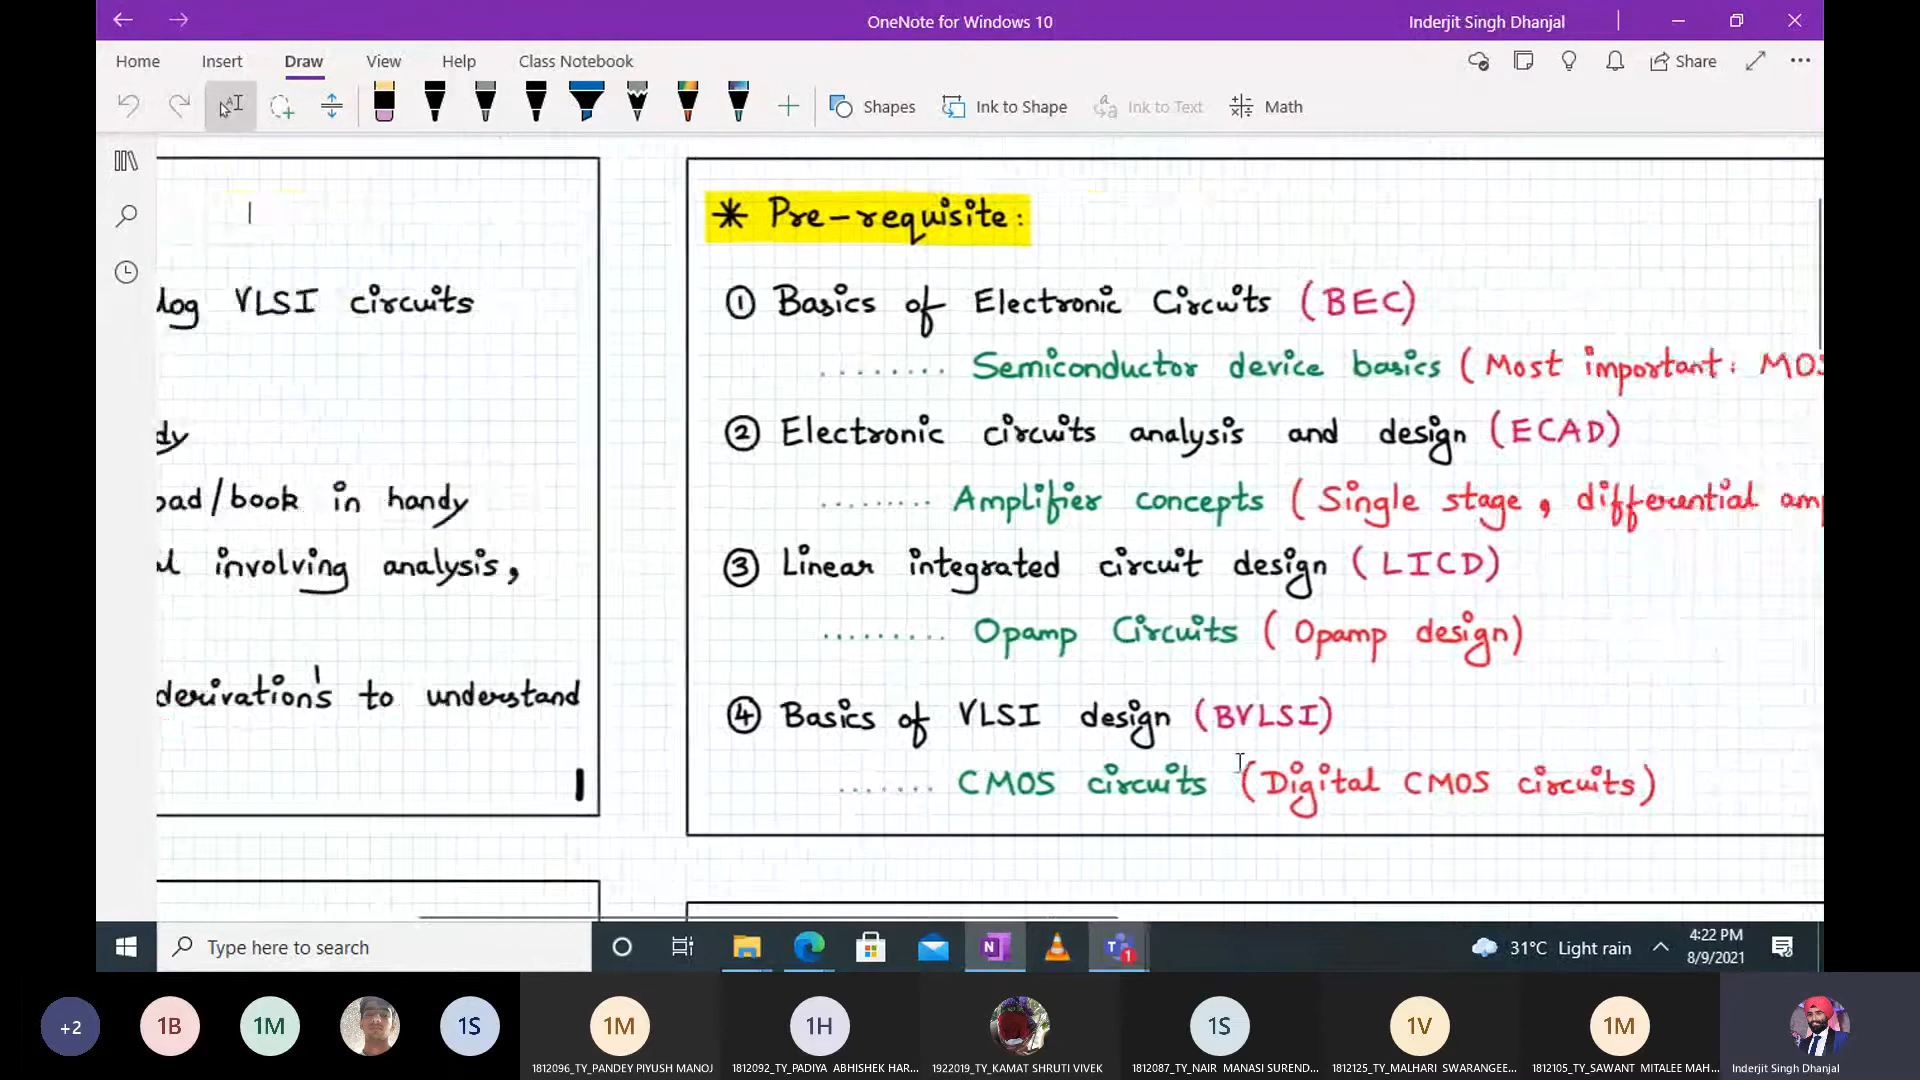 OneNote for Windows 10
Inderjit Singh Dhanjal
Home Insert Draw View Help Class Notebook
Share
Shapes Ink to Shape Ink to Text Math
log VLSI circuits
dy
pad/book in handy
involving analysis,
derivation's to understand
* Pre-requisite:
① Basics of Electronic Circuits (BEC)
........ Semiconductor device basics (Most important: MOS
② Electronic circuits analysis and design (ECAD)
........ Amplifier concepts (Single stage, differential amp
③ Linear integrated circuit design (LICD)
......... Opamp Circuits (Opamp design)
④ Basics of VLSI design (BVLSI)
....... CMOS circuits (Digital CMOS circuits)
Type here to search
N
1
31°C Light rain
4:22 PM
8/9/2021
+2 1B 1M 1S 1M 1H 1S 1V 1M
1812096_TY_PANDEY PIYUSH MANOJ 1812092_TY_PADIYA ABHISHEK HAR... 1922019_TY_KAMAT SHRUTI VIVEK 1812087_TY_NAIR MANASI SUREND... 1812125_TY_MALHARI SWARANGEE... 1812105_TY_SAWANT MITALEE MAH... Inderjit Singh Dhanjal